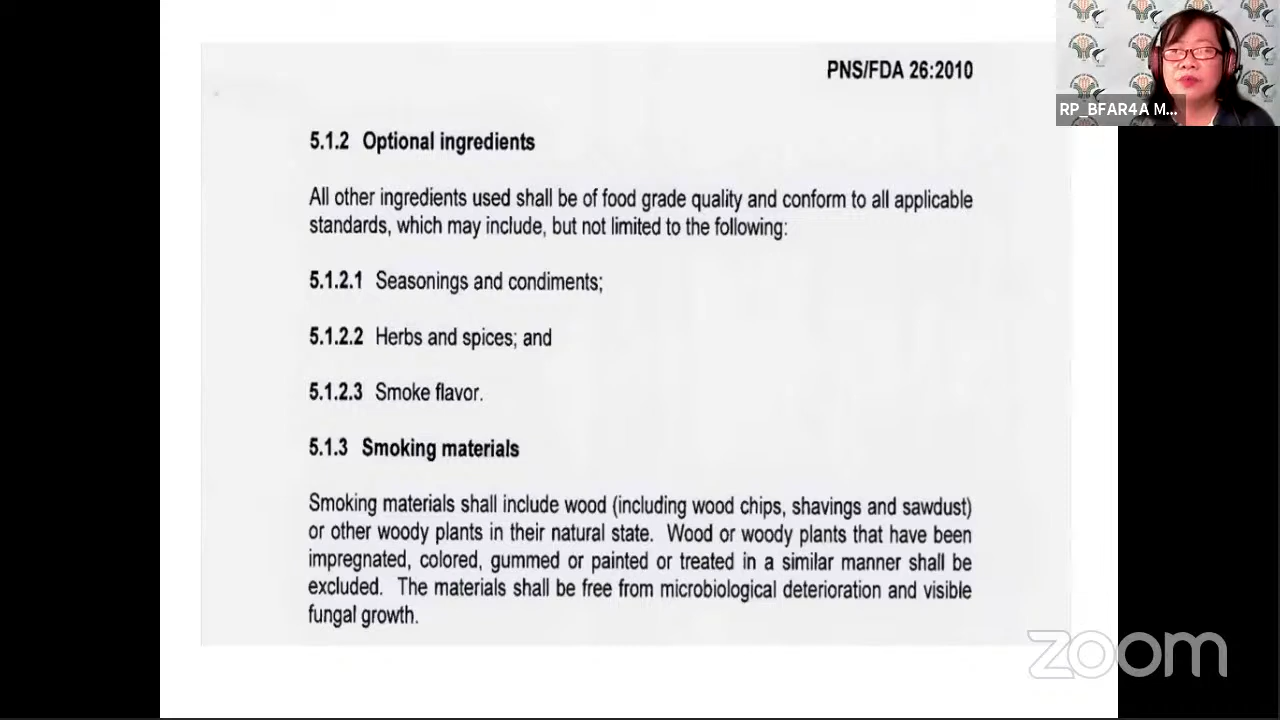 PNS/FDA 26:2010
RP_BFAR4A M...
5.1.2 Optional ingredients
All other ingredients used shall be of food grade quality and conform to all applicable
standards, which may include, but not limited to the following:
5.1.2.1 Seasonings and condiments;
5.1.2.2 Herbs and spices; and
5.1.2.3 Smoke flavor.
5.1.3 Smoking materials
Smoking materials shall include wood (including wood chips, shavings and sawdust)
or other woody plants in their natural state. Wood or woody plants that have been
impregnated, colored, gummed or painted or treated in a similar manner shall be
excluded. The materials shall be free from microbiological deterioration and visible
fungal growth.
zoom